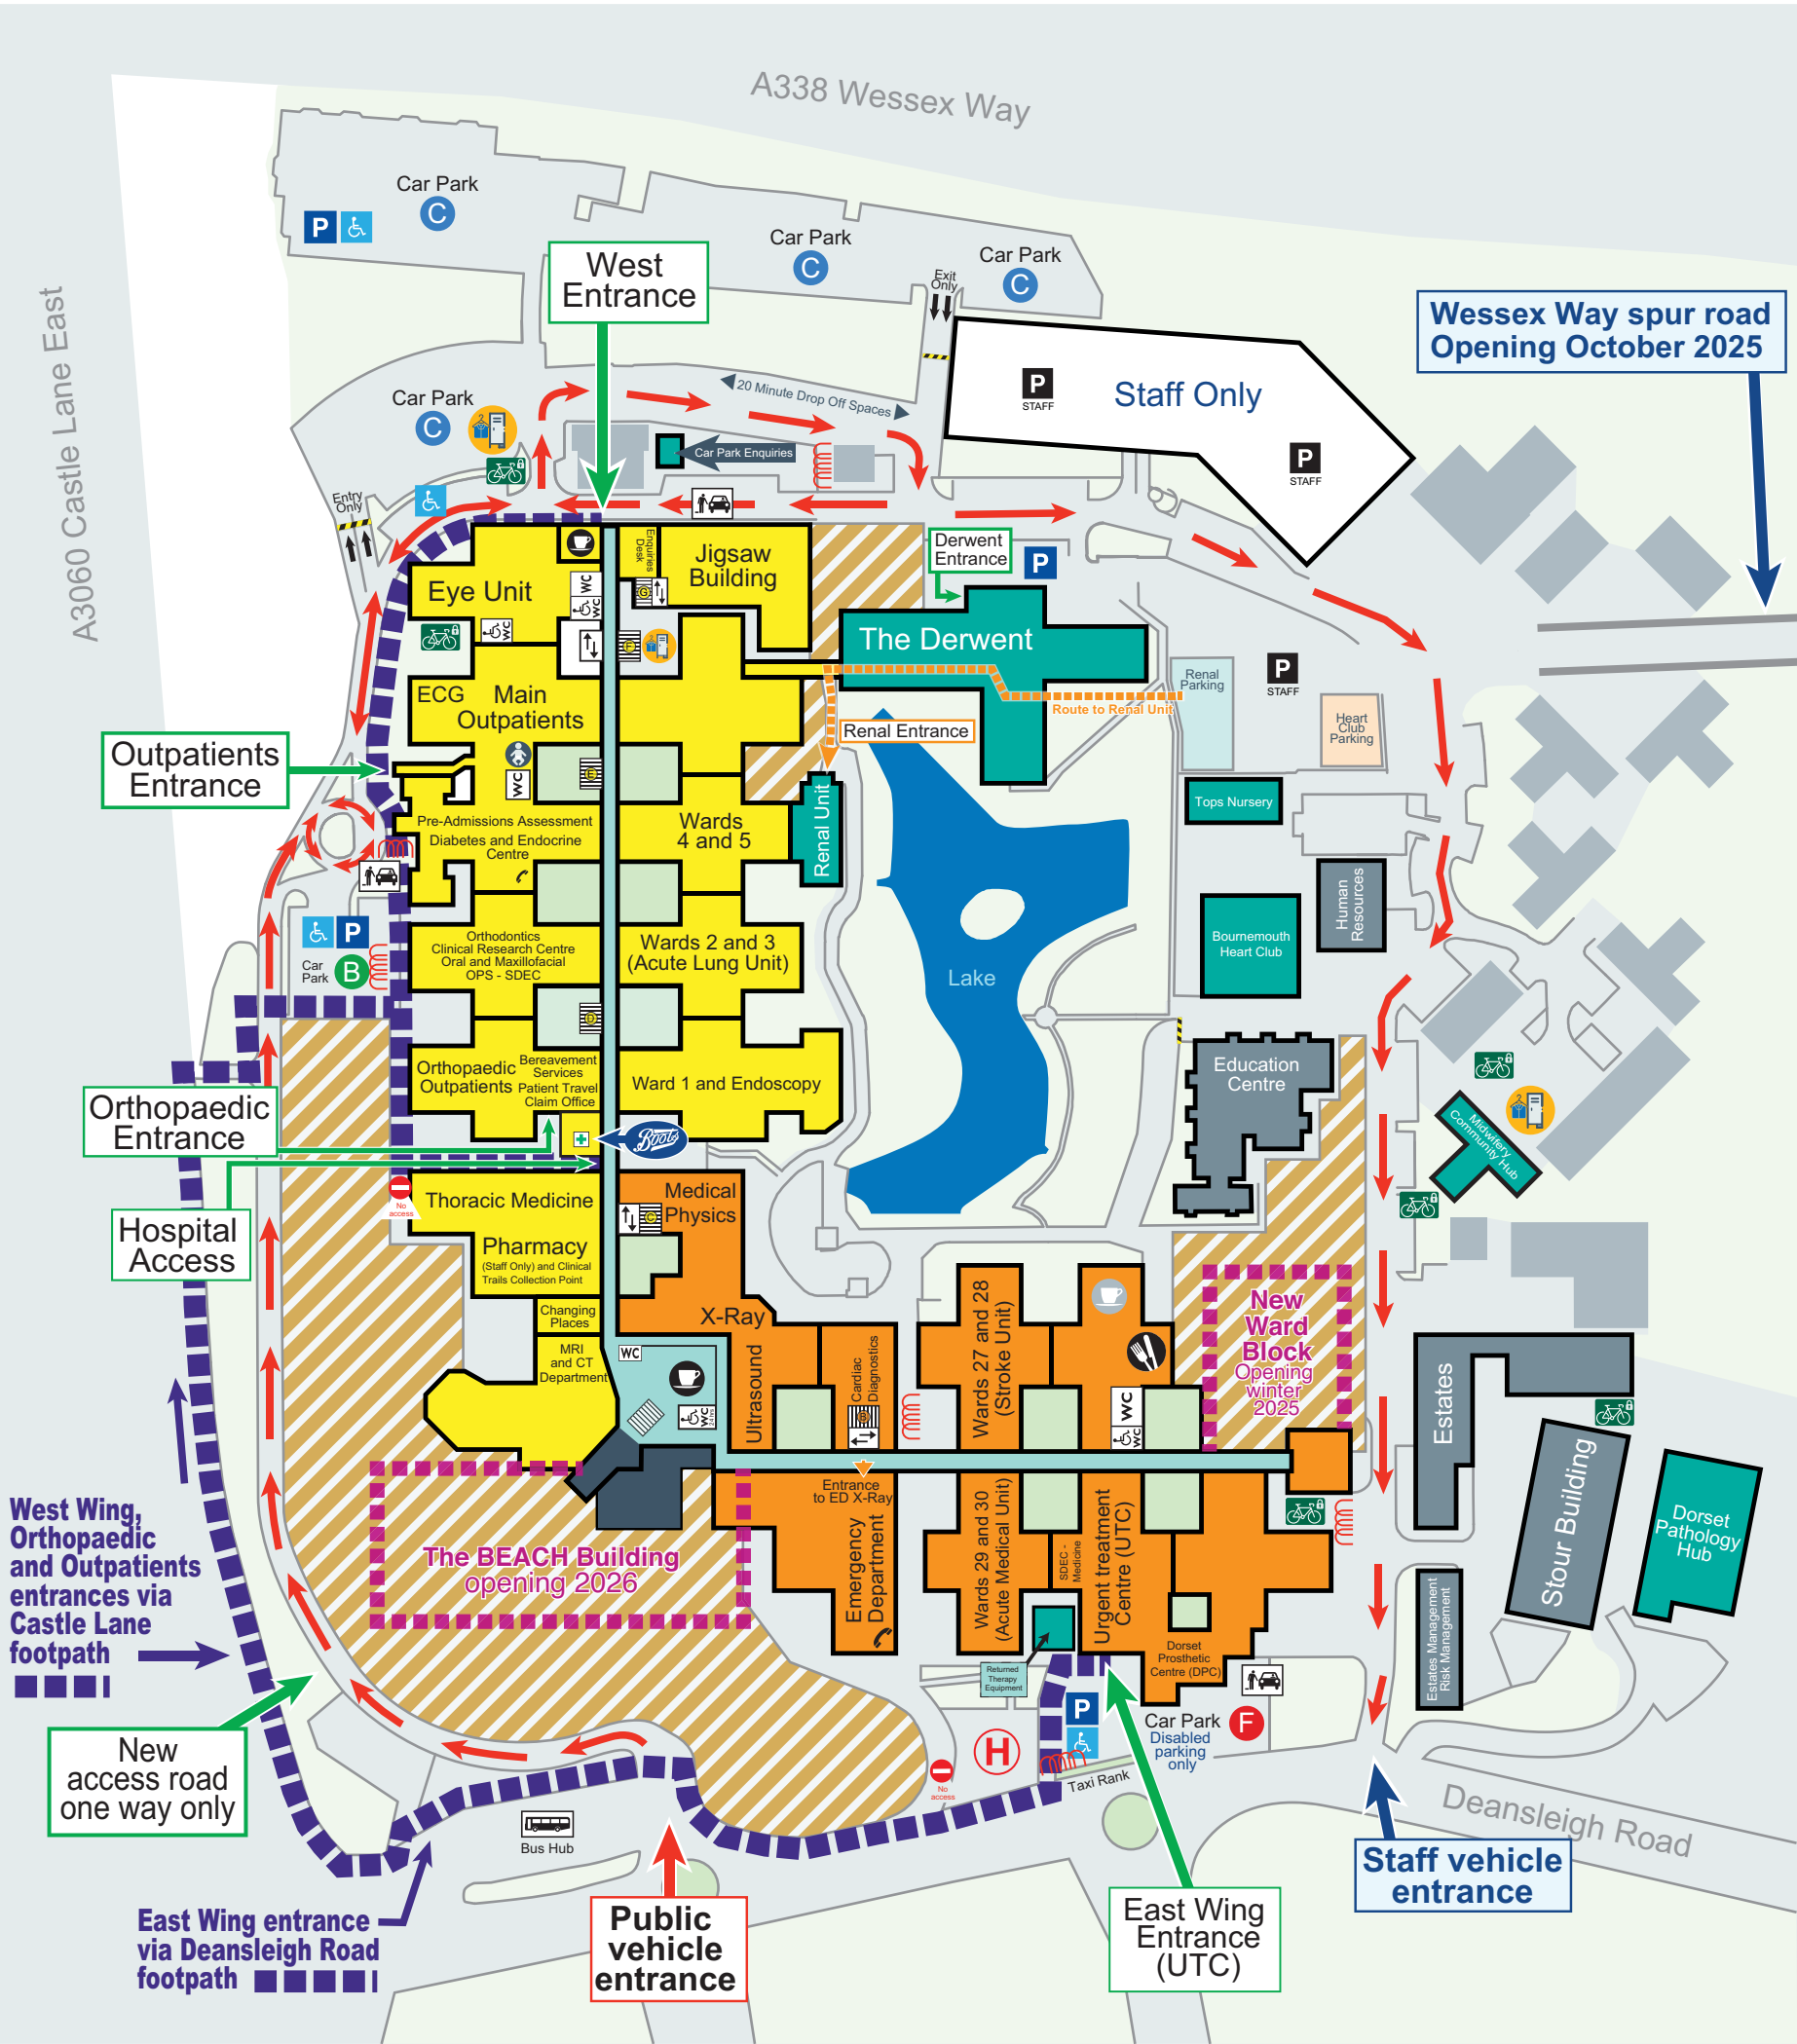 A338 Wessex Way
A3060 Castle Lane East
Car Park
C
P
Car Park
C
Car Park
C
Exit
Only
West
Entrance
Wessex Way spur road
Opening October 2025
P
STAFF
Staff Only
P
STAFF
20 Minute Drop Off Spaces
Car Park
C
Car Park Enquiries
Entry
Only
Enquiries
Desk
Jigsaw
Building
G
Derwent
Entrance
P
Eye Unit
WC
WC
WC
F
The Derwent
Renal
Parking
P
STAFF
Route to Renal Unit
Heart
Club
Parking
ECG
Main
Outpatients
WC
E
Renal Entrance
Outpatients
Entrance
Tops Nursery
Pre-Admissions Assessment
Diabetes and Endocrine
Centre
Wards
4 and 5
Renal Unit
Human
Resources
P
Car
Park
B
Orthodontics
Clinical Research Centre
Oral and Maxillofacial
OPS - SDEC
Wards 2 and 3
(Acute Lung Unit)
Bournemouth
Heart Club
Lake
D
Orthopaedic
Outpatients
Bereavement
Services
Patient Travel
Claim Office
Ward 1 and Endoscopy
Education
Centre
Orthopaedic
Entrance
Boots
Midwifery
Community Hub
No
access
Thoracic Medicine
Medical
Physics
C
Hospital
Access
Pharmacy
(Staff Only) and Clinical
Trails Collection Point
Changing
Places
X-Ray
MRI
and CT
Department
WC
WC
24hrs
Ultrasound
Cardiac
Diagnostics
B
Wards 27 and 28
(Stroke Unit)
WC
WC
New
Ward
Block
Opening
winter
2025
Estates
Entrance
to ED X-Ray
Emergency
Department
Wards 29 and 30
(Acute Medical Unit)
SDEC -
Medicine
Urgent treatment
Centre (UTC)
Stour Building
Dorset
Pathology
Hub
West Wing,
Orthopaedic
and Outpatients
entrances via
Castle Lane
footpath
The BEACH Building
opening 2026
Returned
Therapy
Equipment
Dorset
Prosthetic
Centre (DPC)
Estates Management
Risk Management
P
Car Park
F
Disabled
parking
only
H
No
access
Taxi Rank
New
access road
one way only
Bus Hub
Deansleigh Road
Staff vehicle
entrance
East Wing entrance
via Deansleigh Road
footpath
Public
vehicle
entrance
East Wing
Entrance
(UTC)